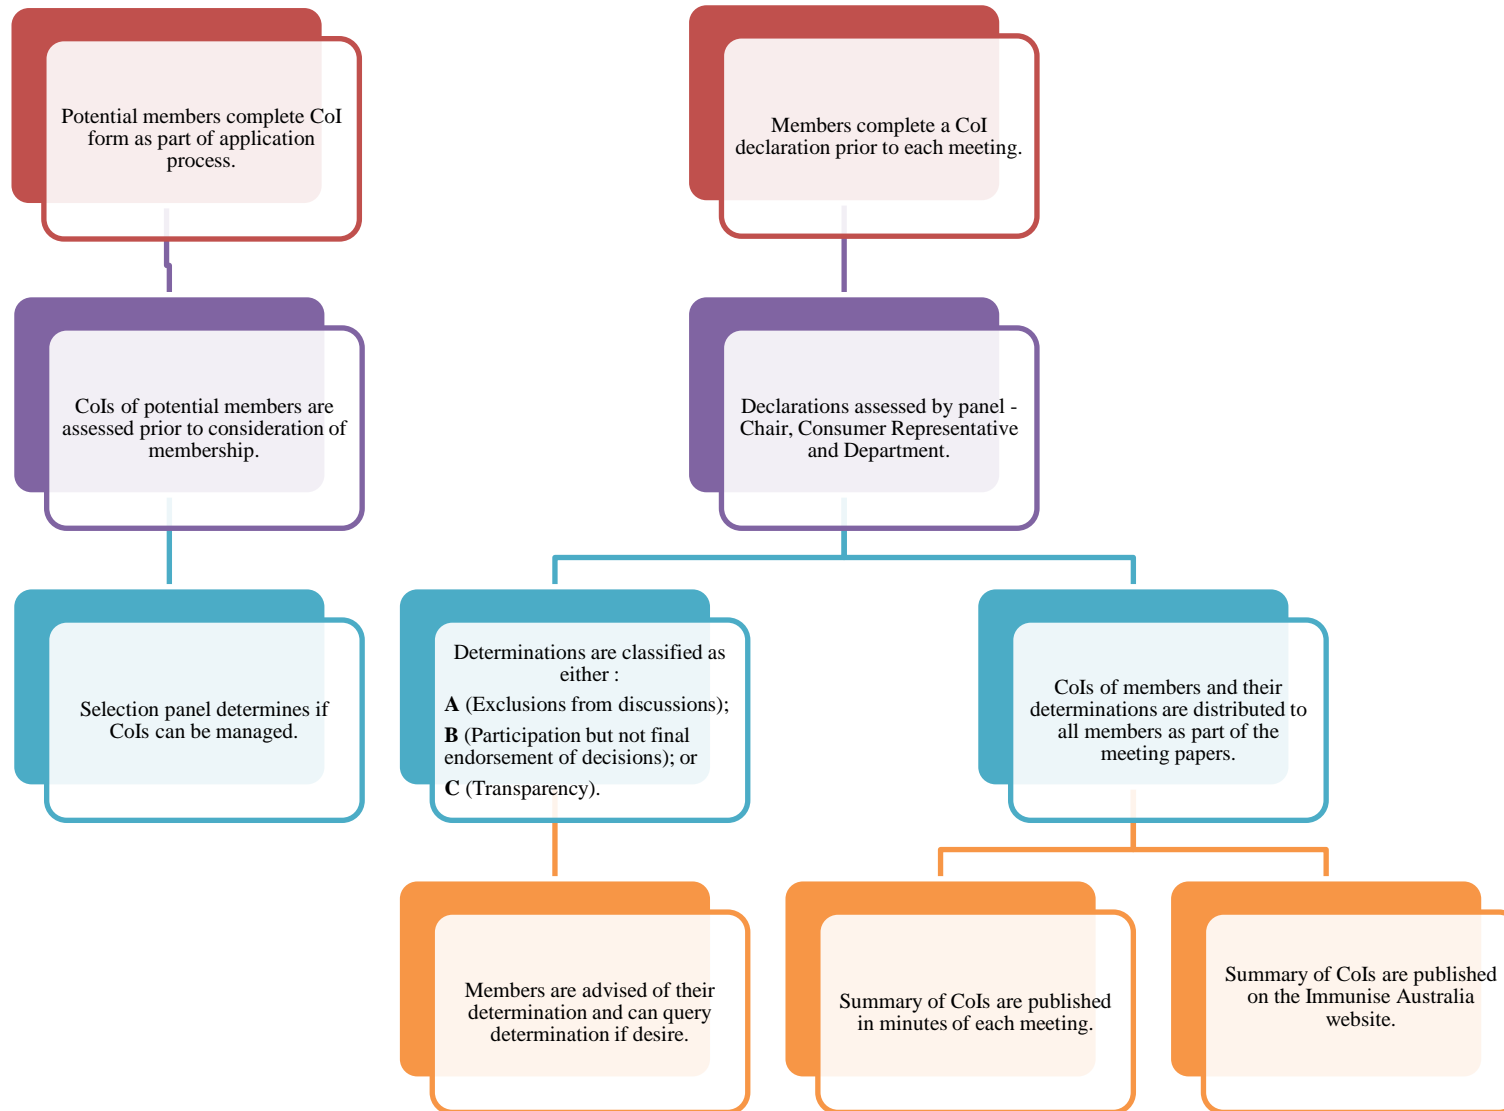 Potential members complete CoI
form as part of application
process.
Members complete a CoI
declaration prior to each meeting.
CoIs of potential members are
assessed prior to consideration of
membership.
Declarations assessed by panel -
Chair, Consumer Representative
and Department.
Selection panel determines if
CoIs can be managed.
Determinations are classified as
either :
A (Exclusions from discussions);
B (Participation but not final
endorsement of decisions); or
C (Transparency).
CoIs of members and their
determinations are distributed to
all members as part of the
meeting papers.
Members are advised of their
determination and can query
determination if desire.
Summary of CoIs are published
in minutes of each meeting.
Summary of CoIs are published
on the Immunise Australia
website.